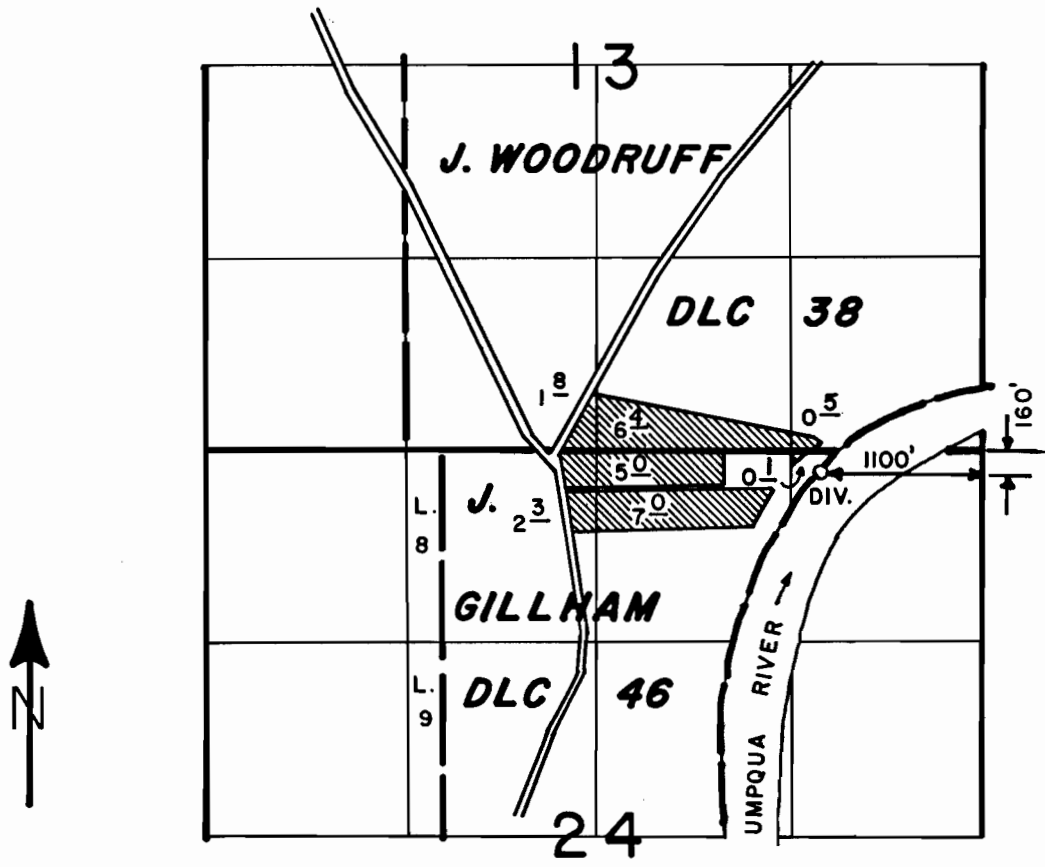 13
J. WOODRUFF
DLC 38
1 8
6 4
0 5
160'
5 0
0 1
1100'
DIV.
J.
2 3
7 0
L.
8
GILLHAM
N
L.
9
DLC 46
UMPQUA RIVER →
24